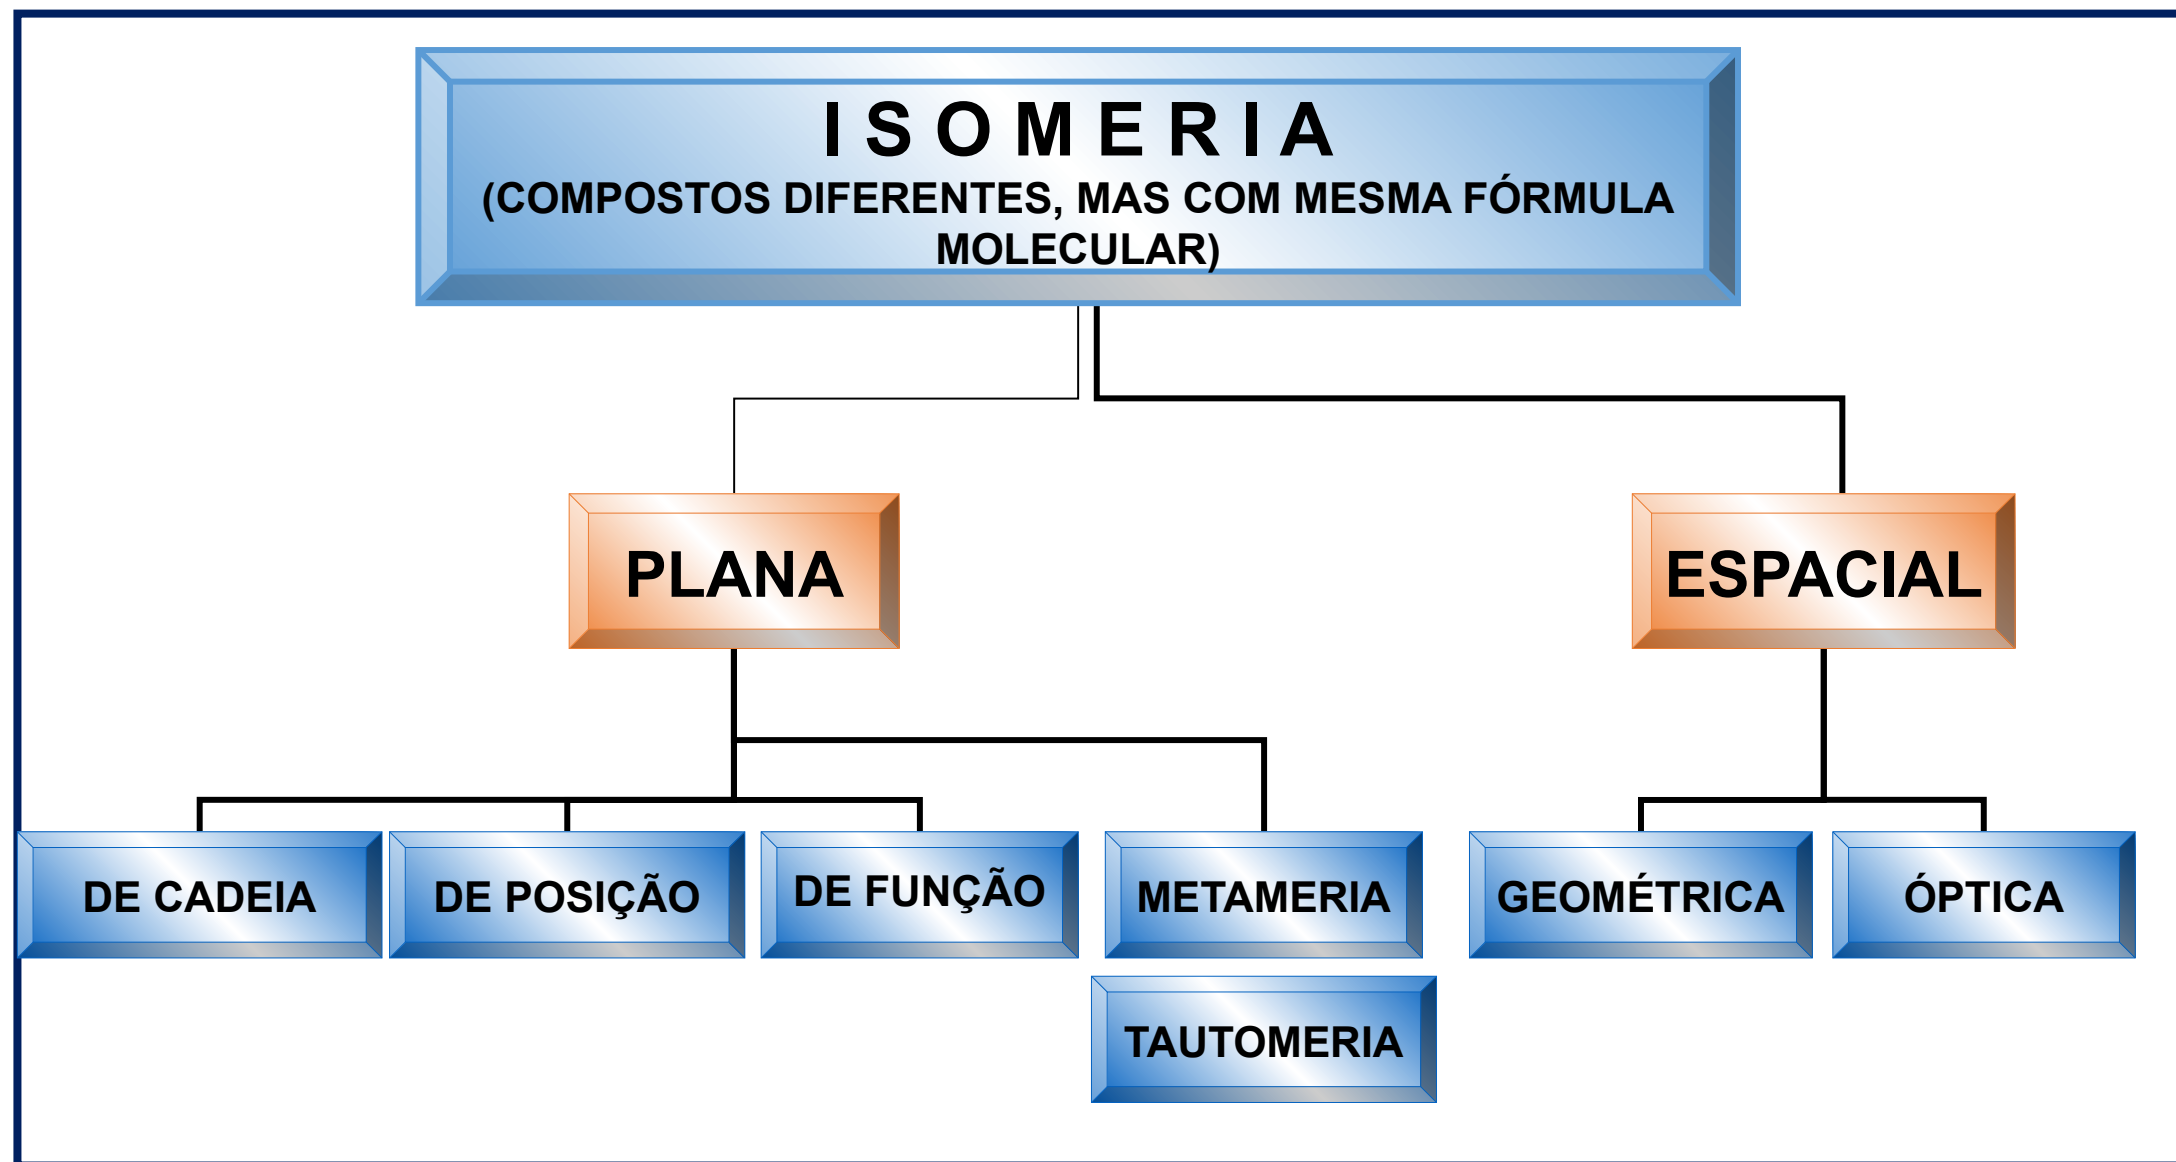 I S O M E R I A
(COMPOSTOS DIFERENTES, MAS COM MESMA FÓRMULA
MOLECULAR)
PLANA
ESPACIAL
DE CADEIA
DE POSIÇÃO
DE FUNÇÃO
METAMERIA
GEOMÉTRICA
ÓPTICA
TAUTOMERIA